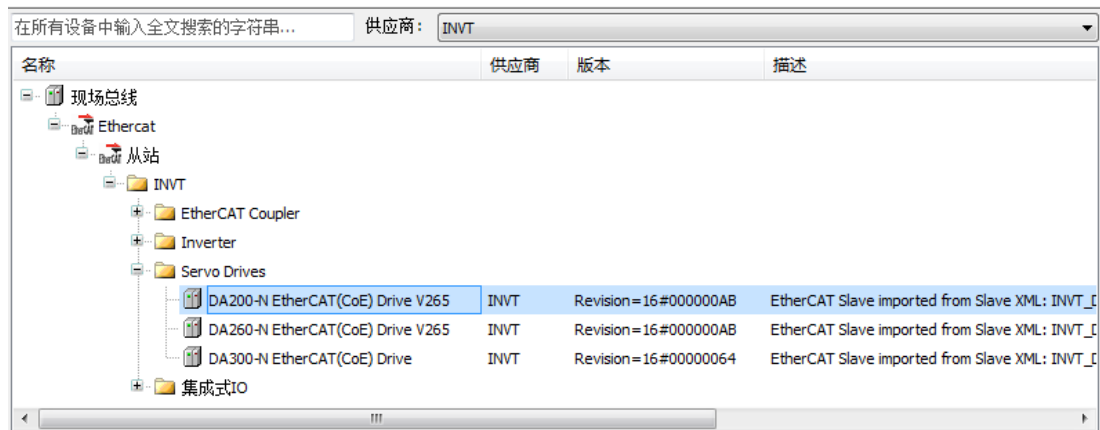 在所有设备中输入全文搜索的字符串... 供应商: INVT
名称 供应商 版本 描述
现场总线
Ethercat
从站
INVT
EtherCAT Coupler
Inverter
Servo Drives
DA200-N EtherCAT(CoE) Drive V265 INVT Revision=16#000000AB EtherCAT Slave imported from Slave XML: INVT_
DA260-N EtherCAT(CoE) Drive V265 INVT Revision=16#000000AB EtherCAT Slave imported from Slave XML: INVT_
DA300-N EtherCAT(CoE) Drive INVT Revision=16#00000064 EtherCAT Slave imported from Slave XML: INVT_
集成式IO